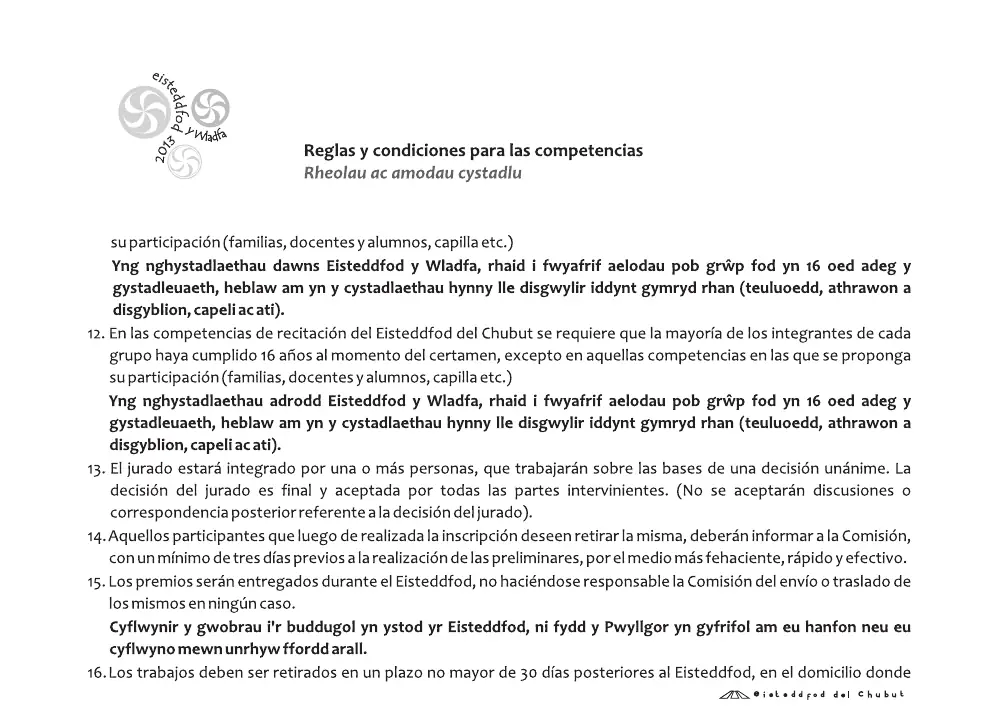 eisteddfod
y Wladfa
2013
Reglas y condiciones para las competencias
Rheolau ac amodau cystadlu
su participación (familias, docentes y alumnos, capilla etc.)
Yng nghystadlaethau dawns Eisteddfod y Wladfa, rhaid i fwyafrif aelodau pob grŵp fod yn 16 oed adeg y
gystadleuaeth, heblaw am yn y cystadlaethau hynny lle disgwylir iddynt gymryd rhan (teuluoedd, athrawon a
disgyblion, capeli ac ati).
12. En las competencias de recitación del Eisteddfod del Chubut se requiere que la mayoría de los integrantes de cada
grupo haya cumplido 16 años al momento del certamen, excepto en aquellas competencias en las que se proponga
su participación (familias, docentes y alumnos, capilla etc.)
Yng nghystadlaethau adrodd Eisteddfod y Wladfa, rhaid i fwyafrif aelodau pob grŵp fod yn 16 oed adeg y
gystadleuaeth, heblaw am yn y cystadlaethau hynny lle disgwylir iddynt gymryd rhan (teuluoedd, athrawon a
disgyblion, capeli ac ati).
13. El jurado estará integrado por una o más personas, que trabajarán sobre las bases de una decisión unánime. La
decisión del jurado es final y aceptada por todas las partes intervinientes. (No se aceptarán discusiones o
correspondencia posterior referente a la decisión del jurado).
14. Aquellos participantes que luego de realizada la inscripción deseen retirar la misma, deberán informar a la Comisión,
con un mínimo de tres días previos a la realización de las preliminares, por el medio más fehaciente, rápido y efectivo.
15. Los premios serán entregados durante el Eisteddfod, no haciéndose responsable la Comisión del envío o traslado de
los mismos en ningún caso.
Cyflwynir y gwobrau i'r buddugol yn ystod yr Eisteddfod, ni fydd y Pwyllgor yn gyfrifol am eu hanfon neu eu
cyflwyno mewn unrhyw ffordd arall.
16. Los trabajos deben ser retirados en un plazo no mayor de 30 días posteriores al Eisteddfod, en el domicilio donde
eisteddfod del Chubut